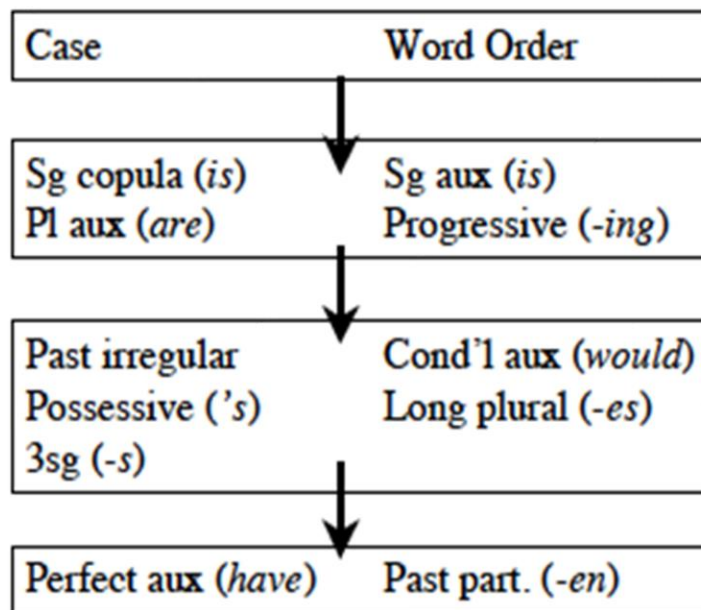 Case Word Order
Sg copula (is) Sg aux (is)
Pl aux (are) Progressive (-ing)
Past irregular Cond'l aux (would)
Possessive ('s) Long plural (-es)
3sg (-s)
Perfect aux (have) Past part. (-en)